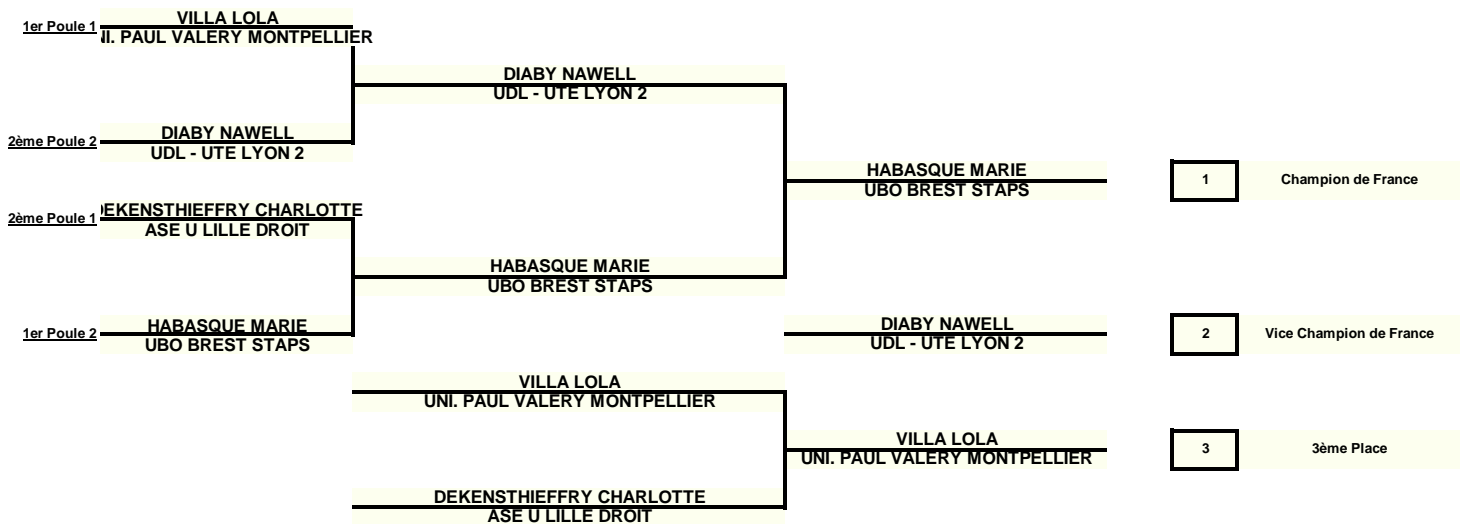 1er Poule 1
VILLA LOLA
UNI. PAUL VALERY MONTPELLIER
DIABY NAWELL
UDL - UTE LYON 2
2ème Poule 2
DIABY NAWELL
UDL - UTE LYON 2
HABASQUE MARIE
UBO BREST STAPS
1
Champion de France
2ème Poule 1
DEKENSTHIEFFRY CHARLOTTE
ASE U LILLE DROIT
HABASQUE MARIE
UBO BREST STAPS
1er Poule 2
HABASQUE MARIE
UBO BREST STAPS
DIABY NAWELL
UDL - UTE LYON 2
2
Vice Champion de France
VILLA LOLA
UNI. PAUL VALERY MONTPELLIER
VILLA LOLA
UNI. PAUL VALERY MONTPELLIER
3
3ème Place
DEKENSTHIEFFRY CHARLOTTE
ASE U LILLE DROIT